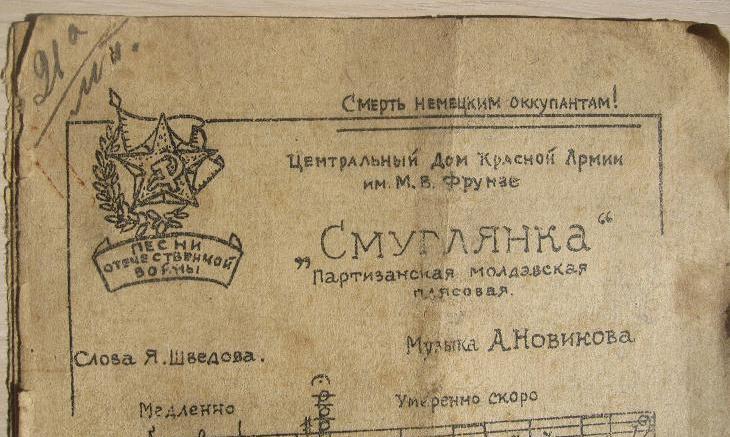 21а
Смерть немецким оккупантам!
Центральный Дом Красной Армии
им. М. В. Фрунзе
ПЕСНИ
ОТЕЧЕСТВЕННОЙ
ВОЙНЫ
„Смуглянка“
Партизанская молдавская
плясовая.
Слова Я. Шведова.
Музыка А. Новикова
Медленно
Умеренно скоро